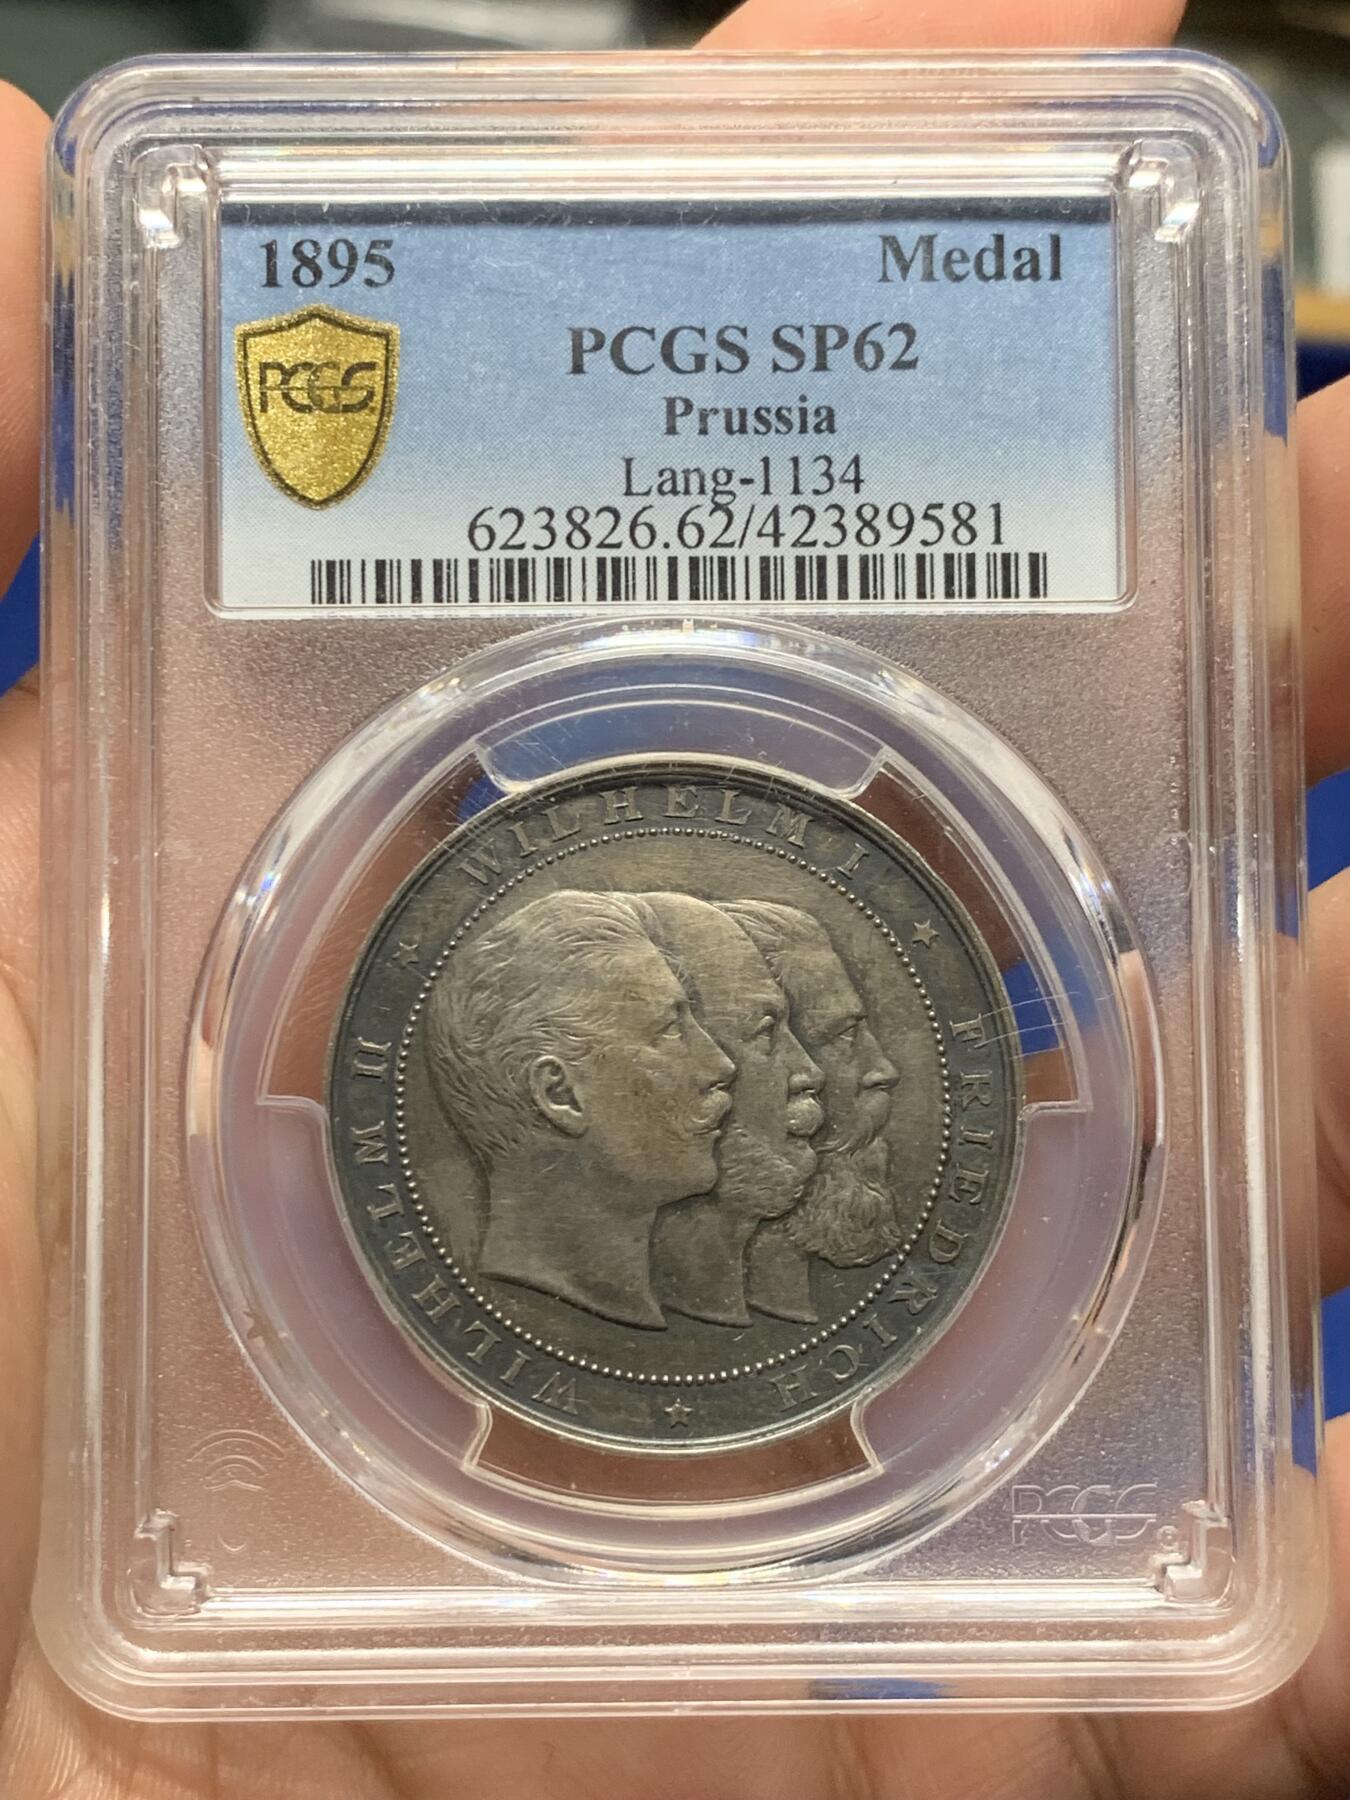 1895 Medal
PCGS
PCGS SP62
Prussia
Lang-1134
623826.62/42389581
WILHELM I ★ FRIEDRICH ★ WILHELM II ★
PCGS